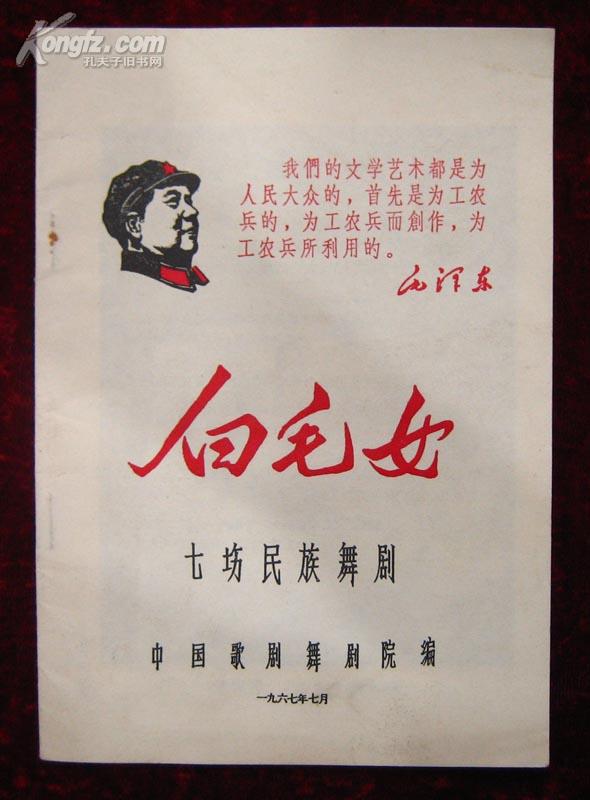 Kongfz.com
孔夫子旧书网
我們的文学艺术都是为
人民大众的，首先是为工农
兵的，为工农兵而創作，为
工农兵所利用的。
毛泽东
白毛女
七坊民族舞剧
中国歌剧舞剧院编
一九六七年七月